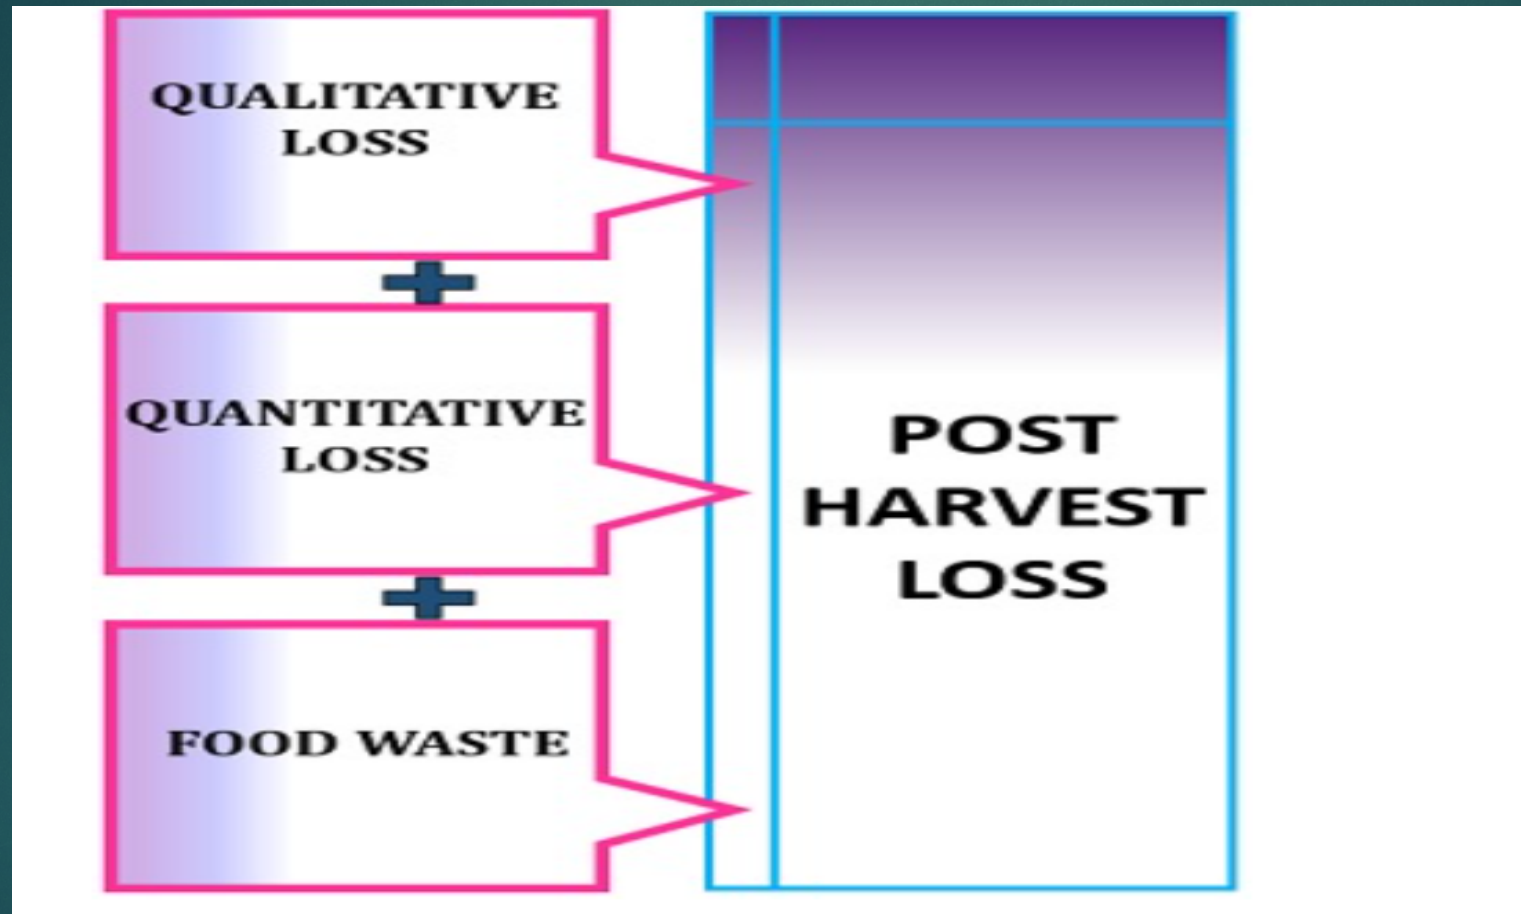 QUALITATIVE
LOSS
QUANTITATIVE
LOSS
FOOD WASTE
POST
HARVEST
LOSS